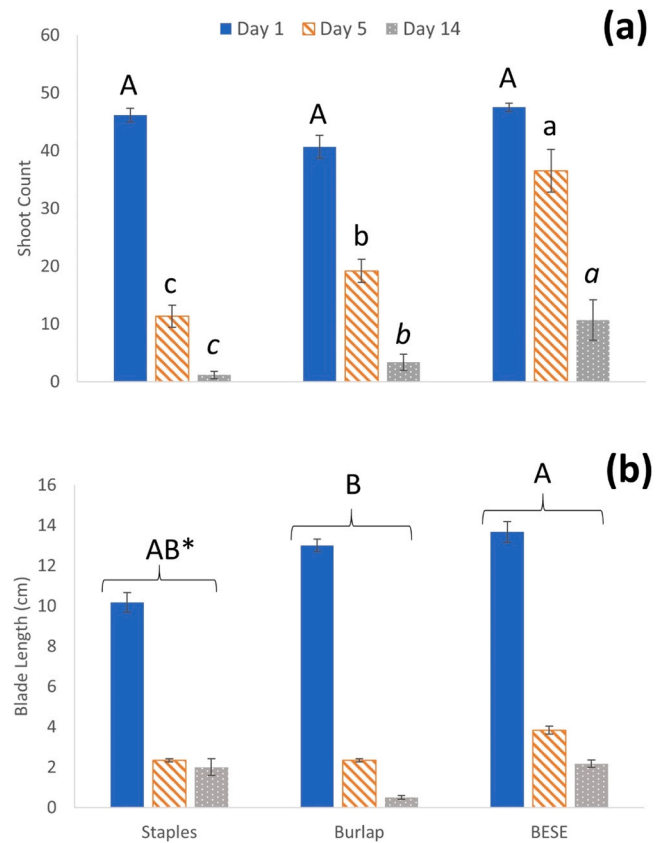 Day 1 Day 5 Day 14
(a)
60
50
40
30
20
10
0
Shoot Count
A
c
c
A
b
b
A
a
a
(b)
16
14
12
10
8
6
4
2
0
Blade Length (cm)
AB*
B
A
Staples Burlap BESE